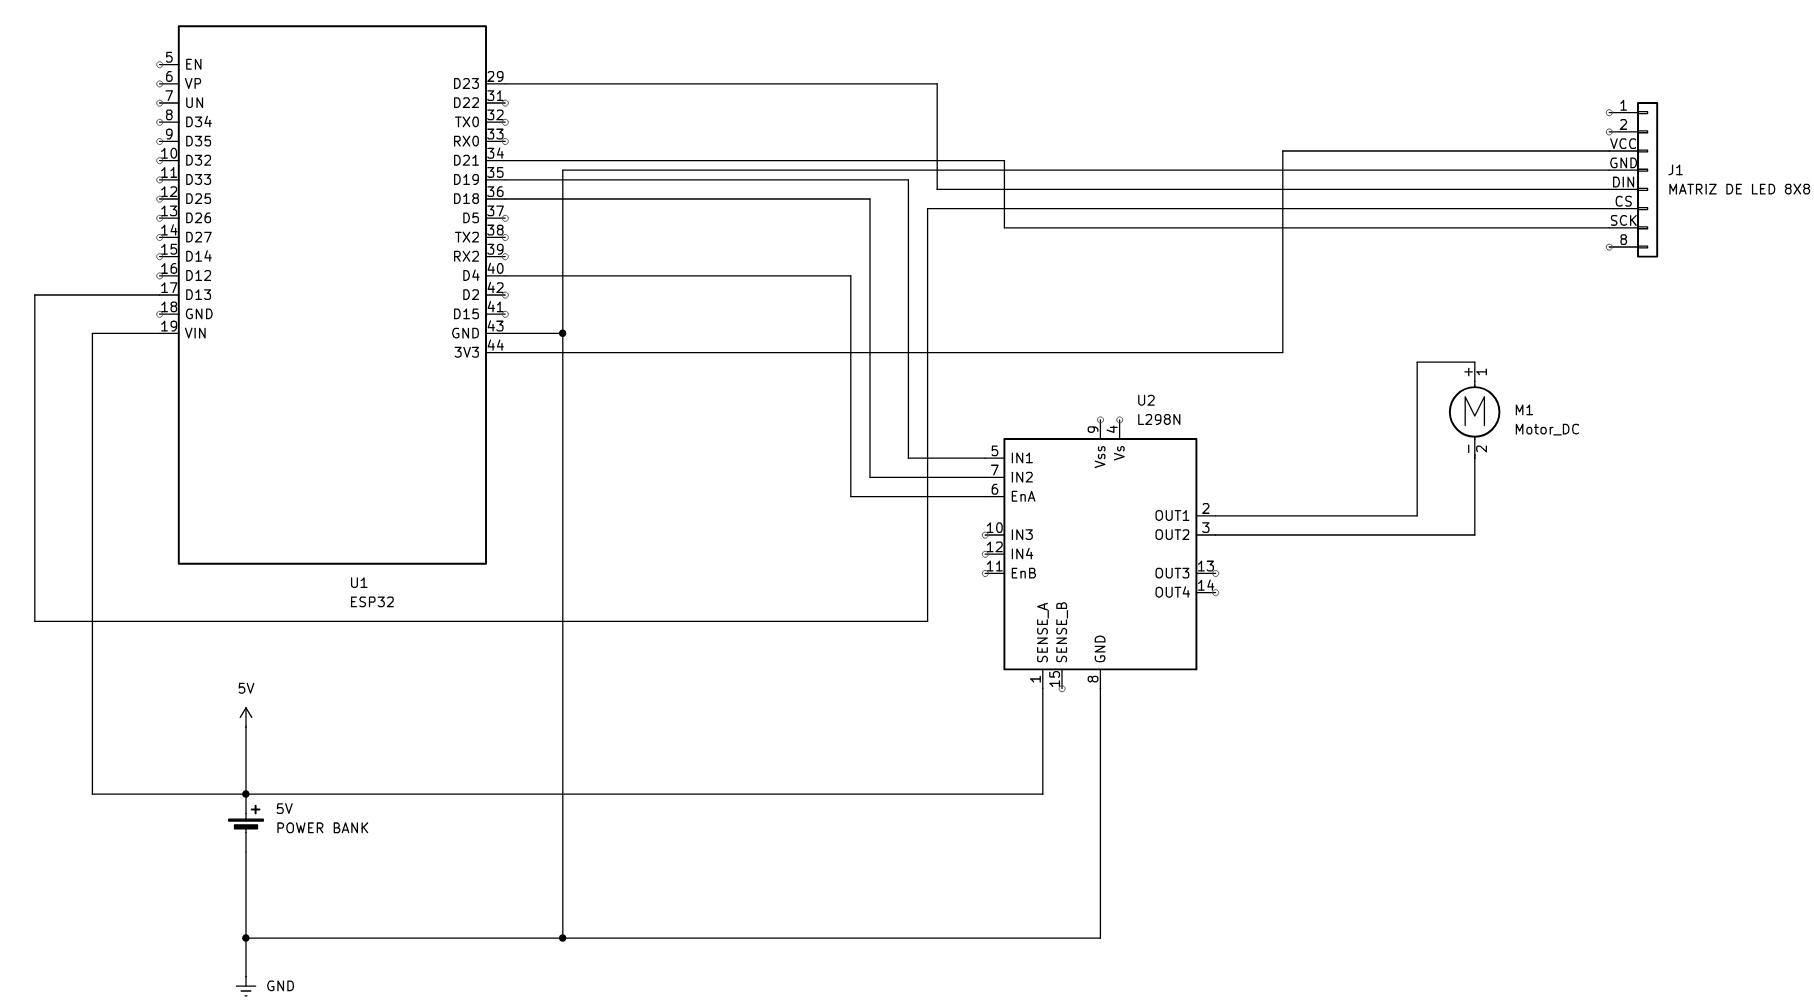 5 EN
6 VP
7 UN
8 D34
9 D35
10 D32
11 D33
12 D25
13 D26
14 D27
15 D14
16 D12
17 D13
18 GND
19 VIN
D23 29
D22 31
TX0 32
RX0 33
D21 34
D19 35
D18 36
D5 37
TX2 38
RX2 39
D4 40
D2 42
D15 41
GND 43
3V3 44
U1
ESP32
1
2
VCC
GND
DIN
CS
SCK
8
J1
MATRIZ DE LED 8X8
U2
L298N
9 Vss
4 Vs
5 IN1
7 IN2
6 EnA
10 IN3
12 IN4
11 EnB
OUT1 2
OUT2 3
OUT3 13
OUT4 14
SENSE_A 1
SENSE_B 15
GND 8
+ 1
M
M1
Motor_DC
− 2
5V
+
5V
POWER BANK
GND